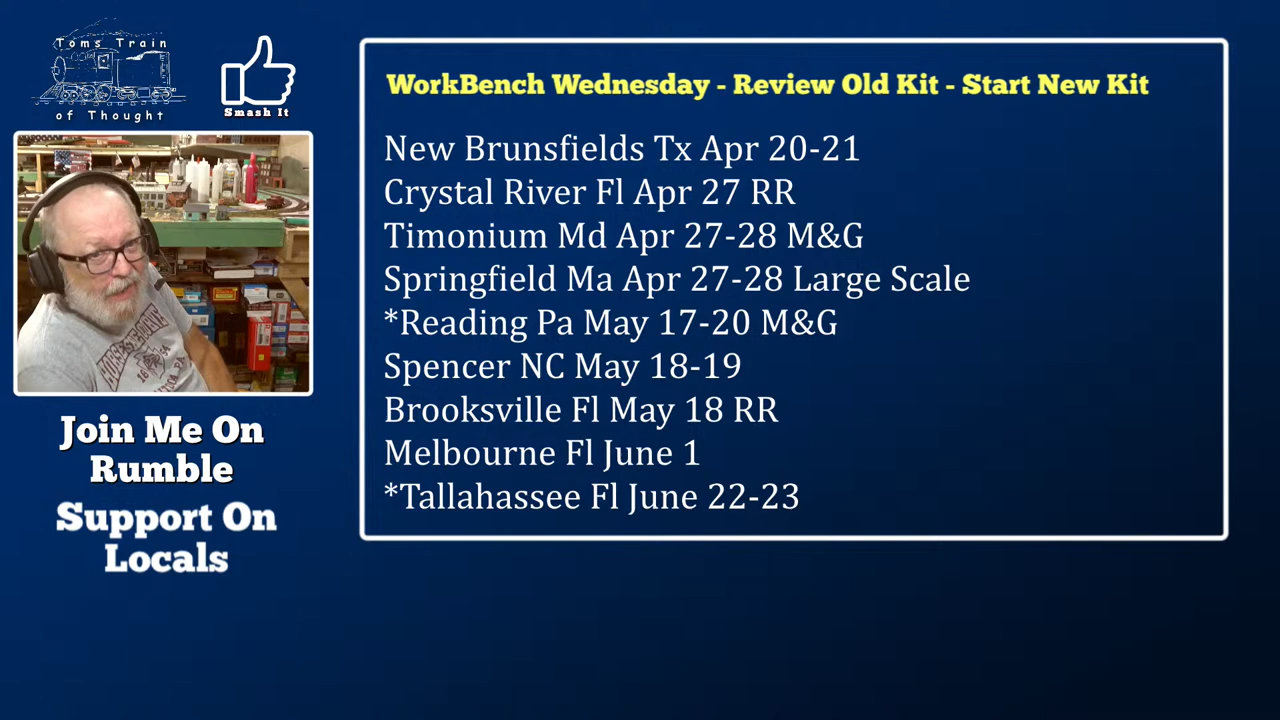 Toms Train
of Thought
Smash It
WorkBench Wednesday - Review Old Kit - Start New Kit
New Brunsfields Tx Apr 20-21
Crystal River Fl Apr 27 RR
Timonium Md Apr 27-28 M&G
Springfield Ma Apr 27-28 Large Scale
*Reading Pa May 17-20 M&G
Spencer NC May 18-19
Brooksville Fl May 18 RR
Melbourne Fl June 1
*Tallahassee Fl June 22-23
Join Me On
Rumble
Support On
Locals